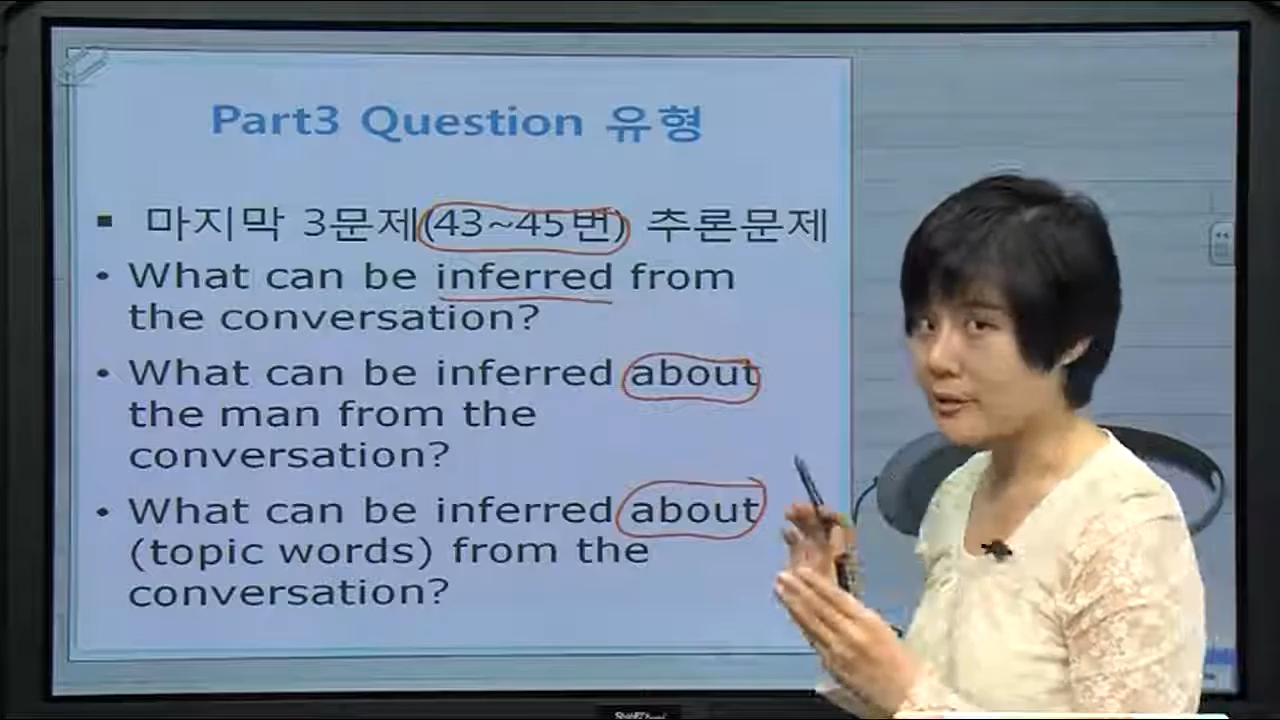 Part3 Question 유형
▪ 마지막 3문제(43~45번) 추론문제
• What can be inferred from
the conversation?
• What can be inferred about
the man from the
conversation?
• What can be inferred about
(topic words) from the
conversation?